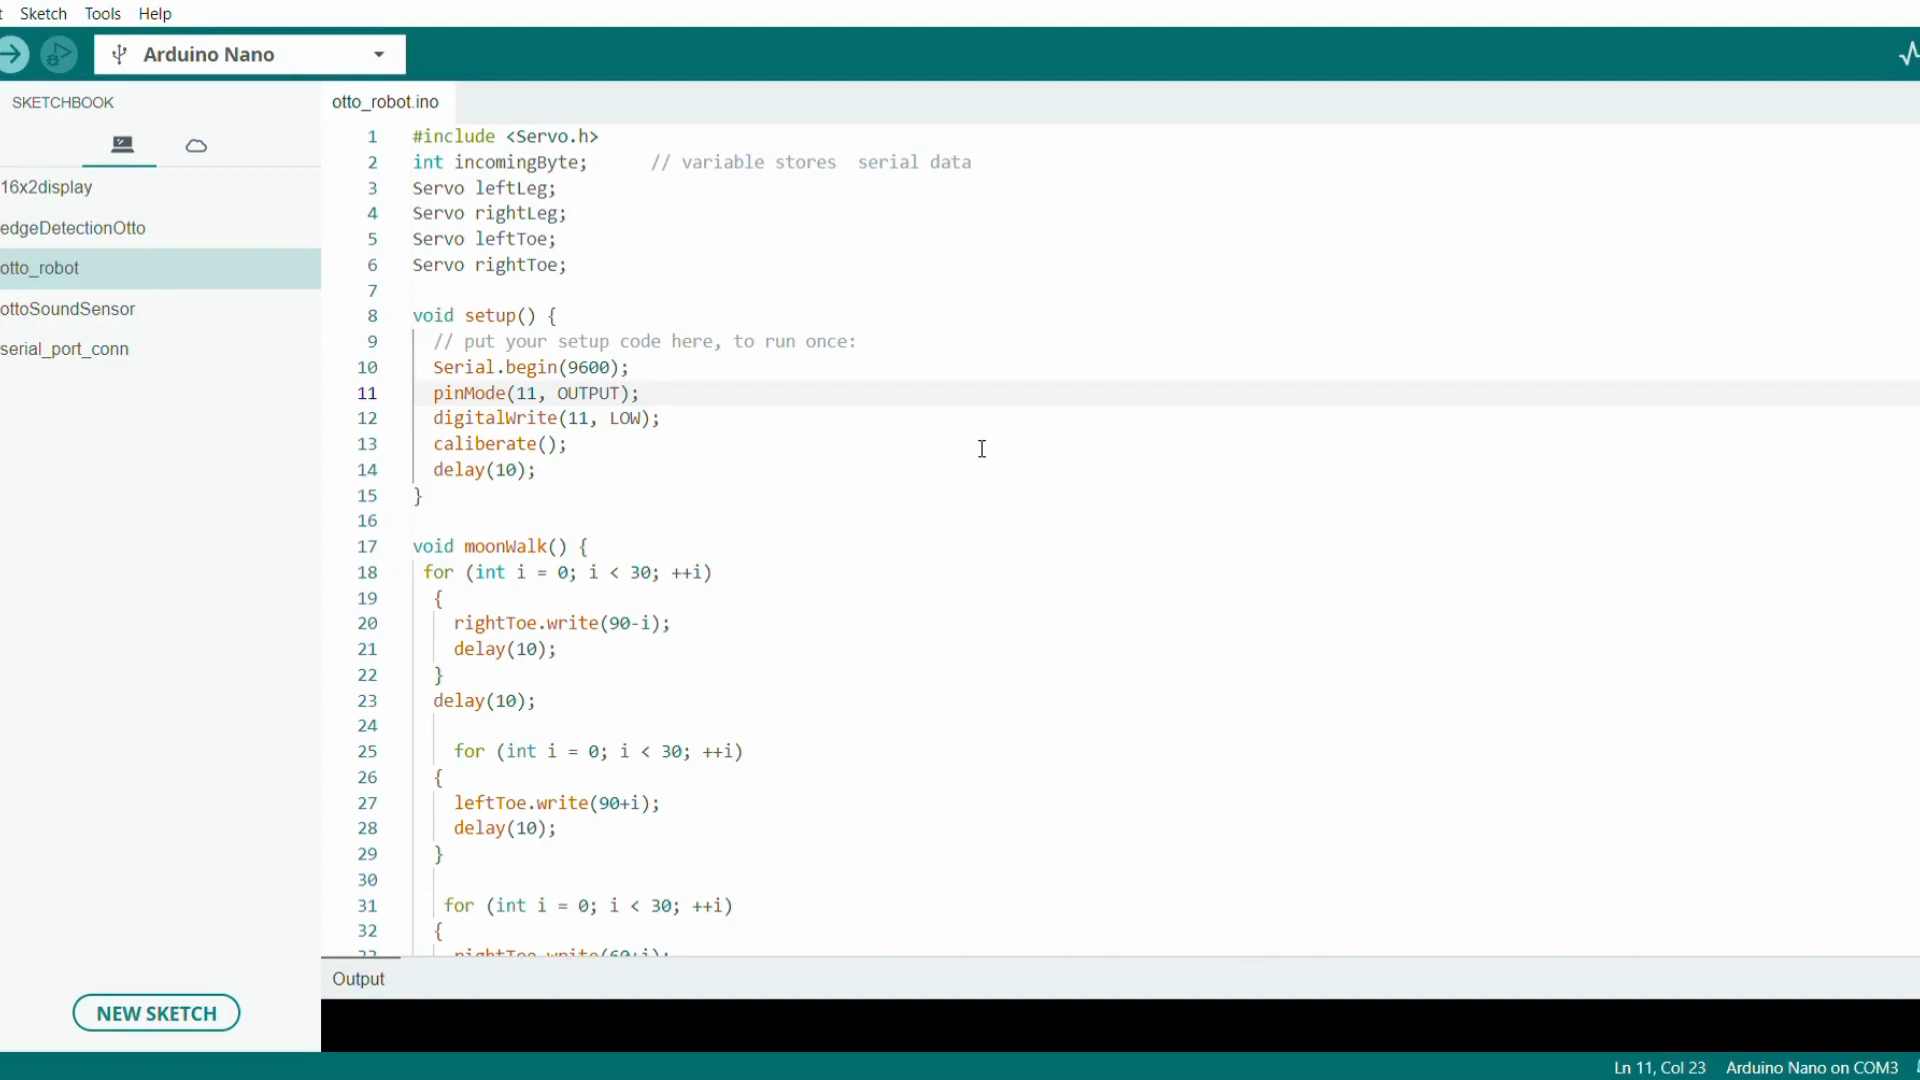 Sketch Tools Help
Arduino Nano
SKETCHBOOK
otto_robot.ino
16x2display
edgeDetectionOtto
otto_robot
ottoSoundSensor
serial_port_conn
1 #include <Servo.h>
2 int incomingByte; // variable stores serial data
3 Servo leftLeg;
4 Servo rightLeg;
5 Servo leftToe;
6 Servo rightToe;
7
8 void setup() {
9 // put your setup code here, to run once:
10 Serial.begin(9600);
11 pinMode(11, OUTPUT);
12 digitalWrite(11, LOW);
13 caliberate();
14 delay(10);
15 }
16
17 void moonWalk() {
18 for (int i = 0; i < 30; ++i)
19 {
20 rightToe.write(90-i);
21 delay(10);
22 }
23 delay(10);
24
25 for (int i = 0; i < 30; ++i)
26 {
27 leftToe.write(90+i);
28 delay(10);
29 }
30
31 for (int i = 0; i < 30; ++i)
32 {
Output
NEW SKETCH
Ln 11, Col 23 Arduino Nano on COM3